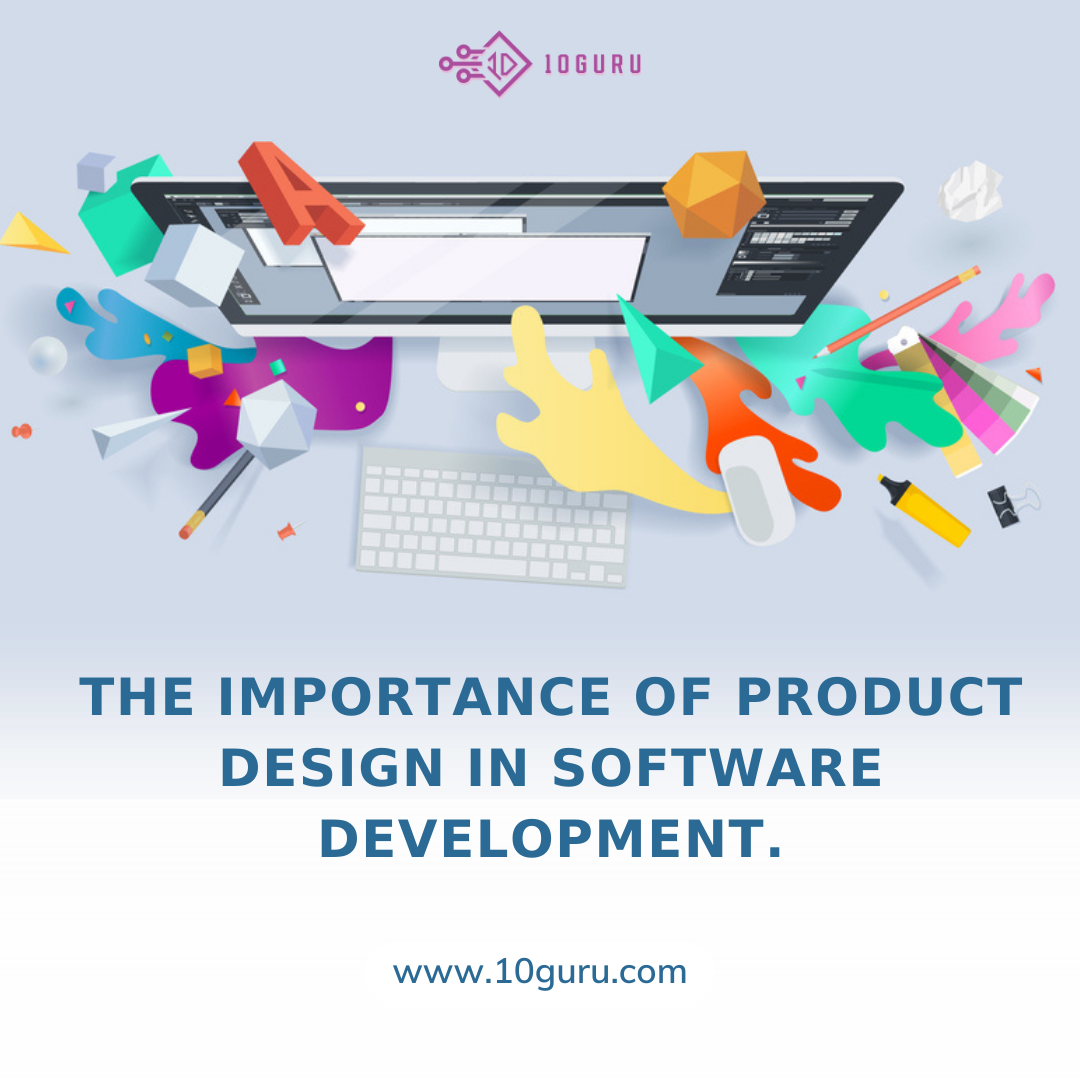 10GURU
A
THE IMPORTANCE OF PRODUCT
DESIGN IN SOFTWARE
DEVELOPMENT.
www.10guru.com